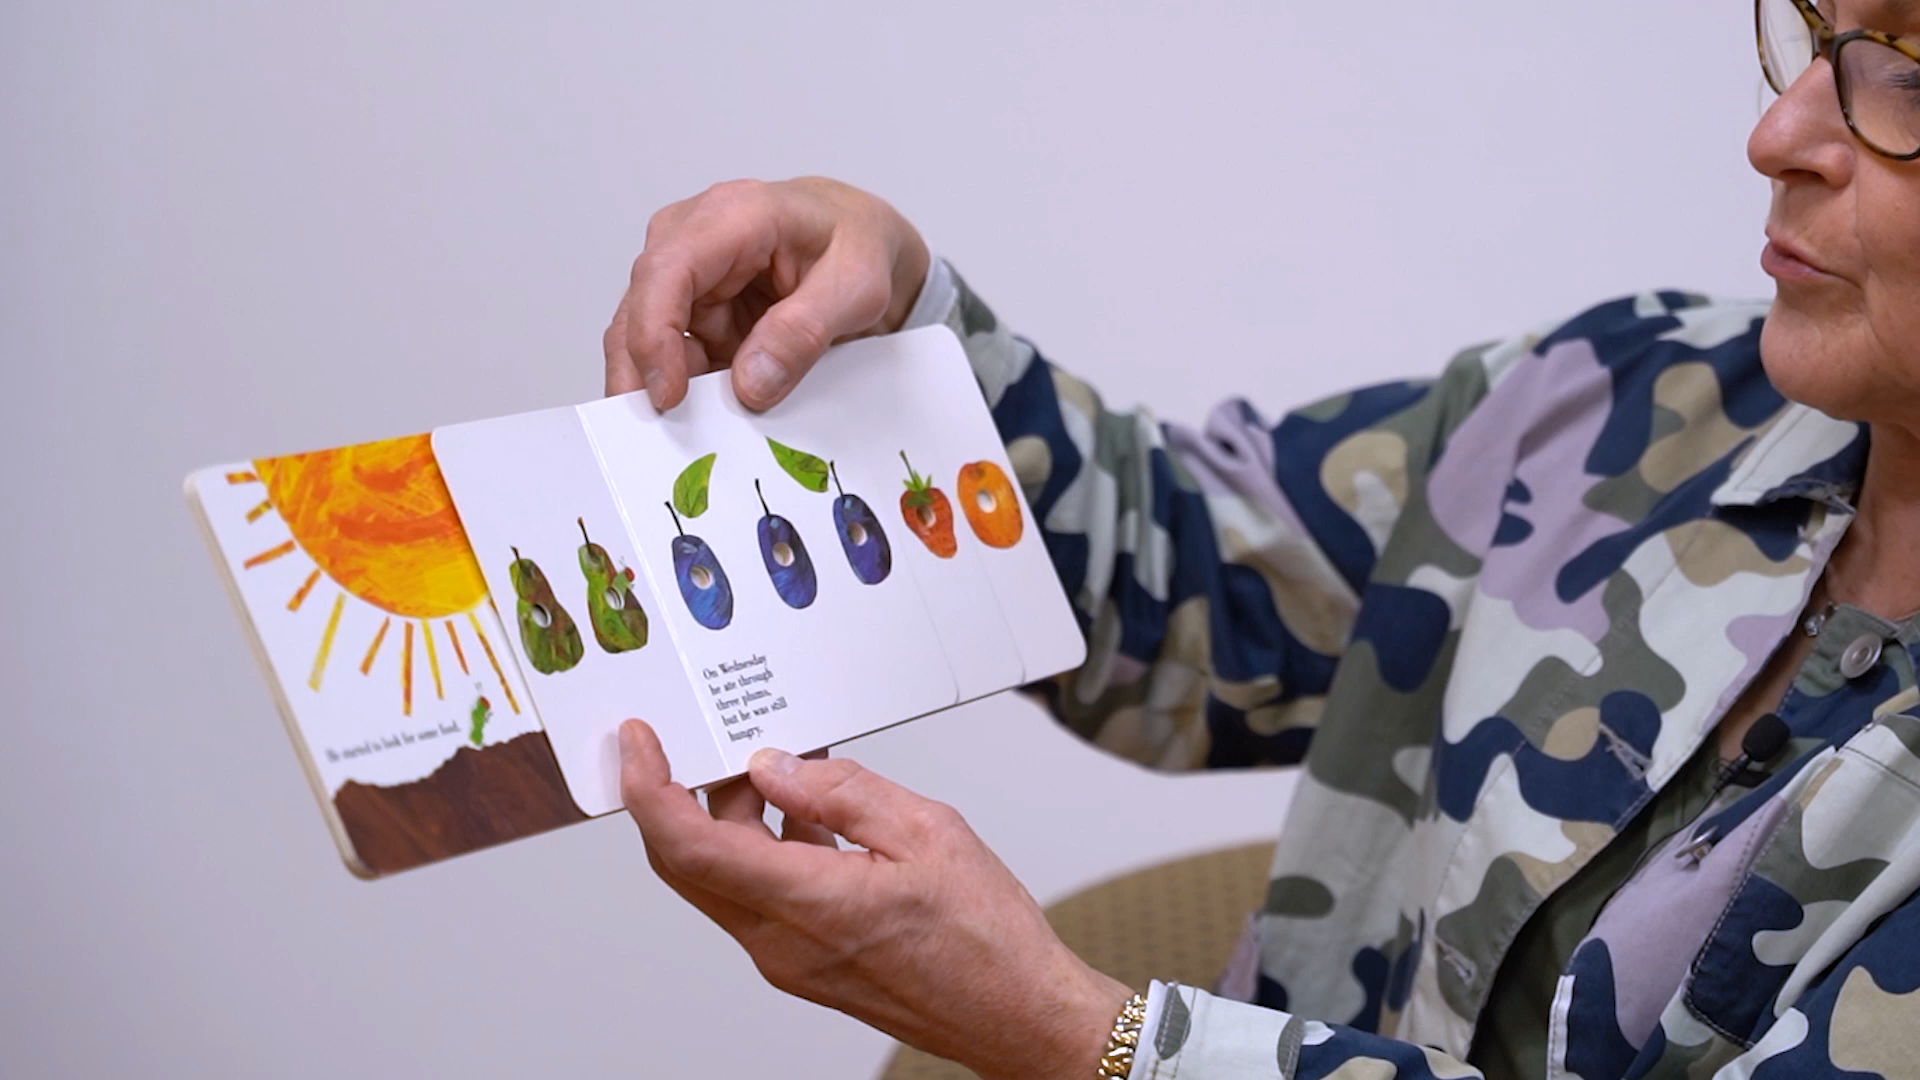 He started to look for some food.
On Wednesday
he ate through
three plums,
but he was still
hungry.